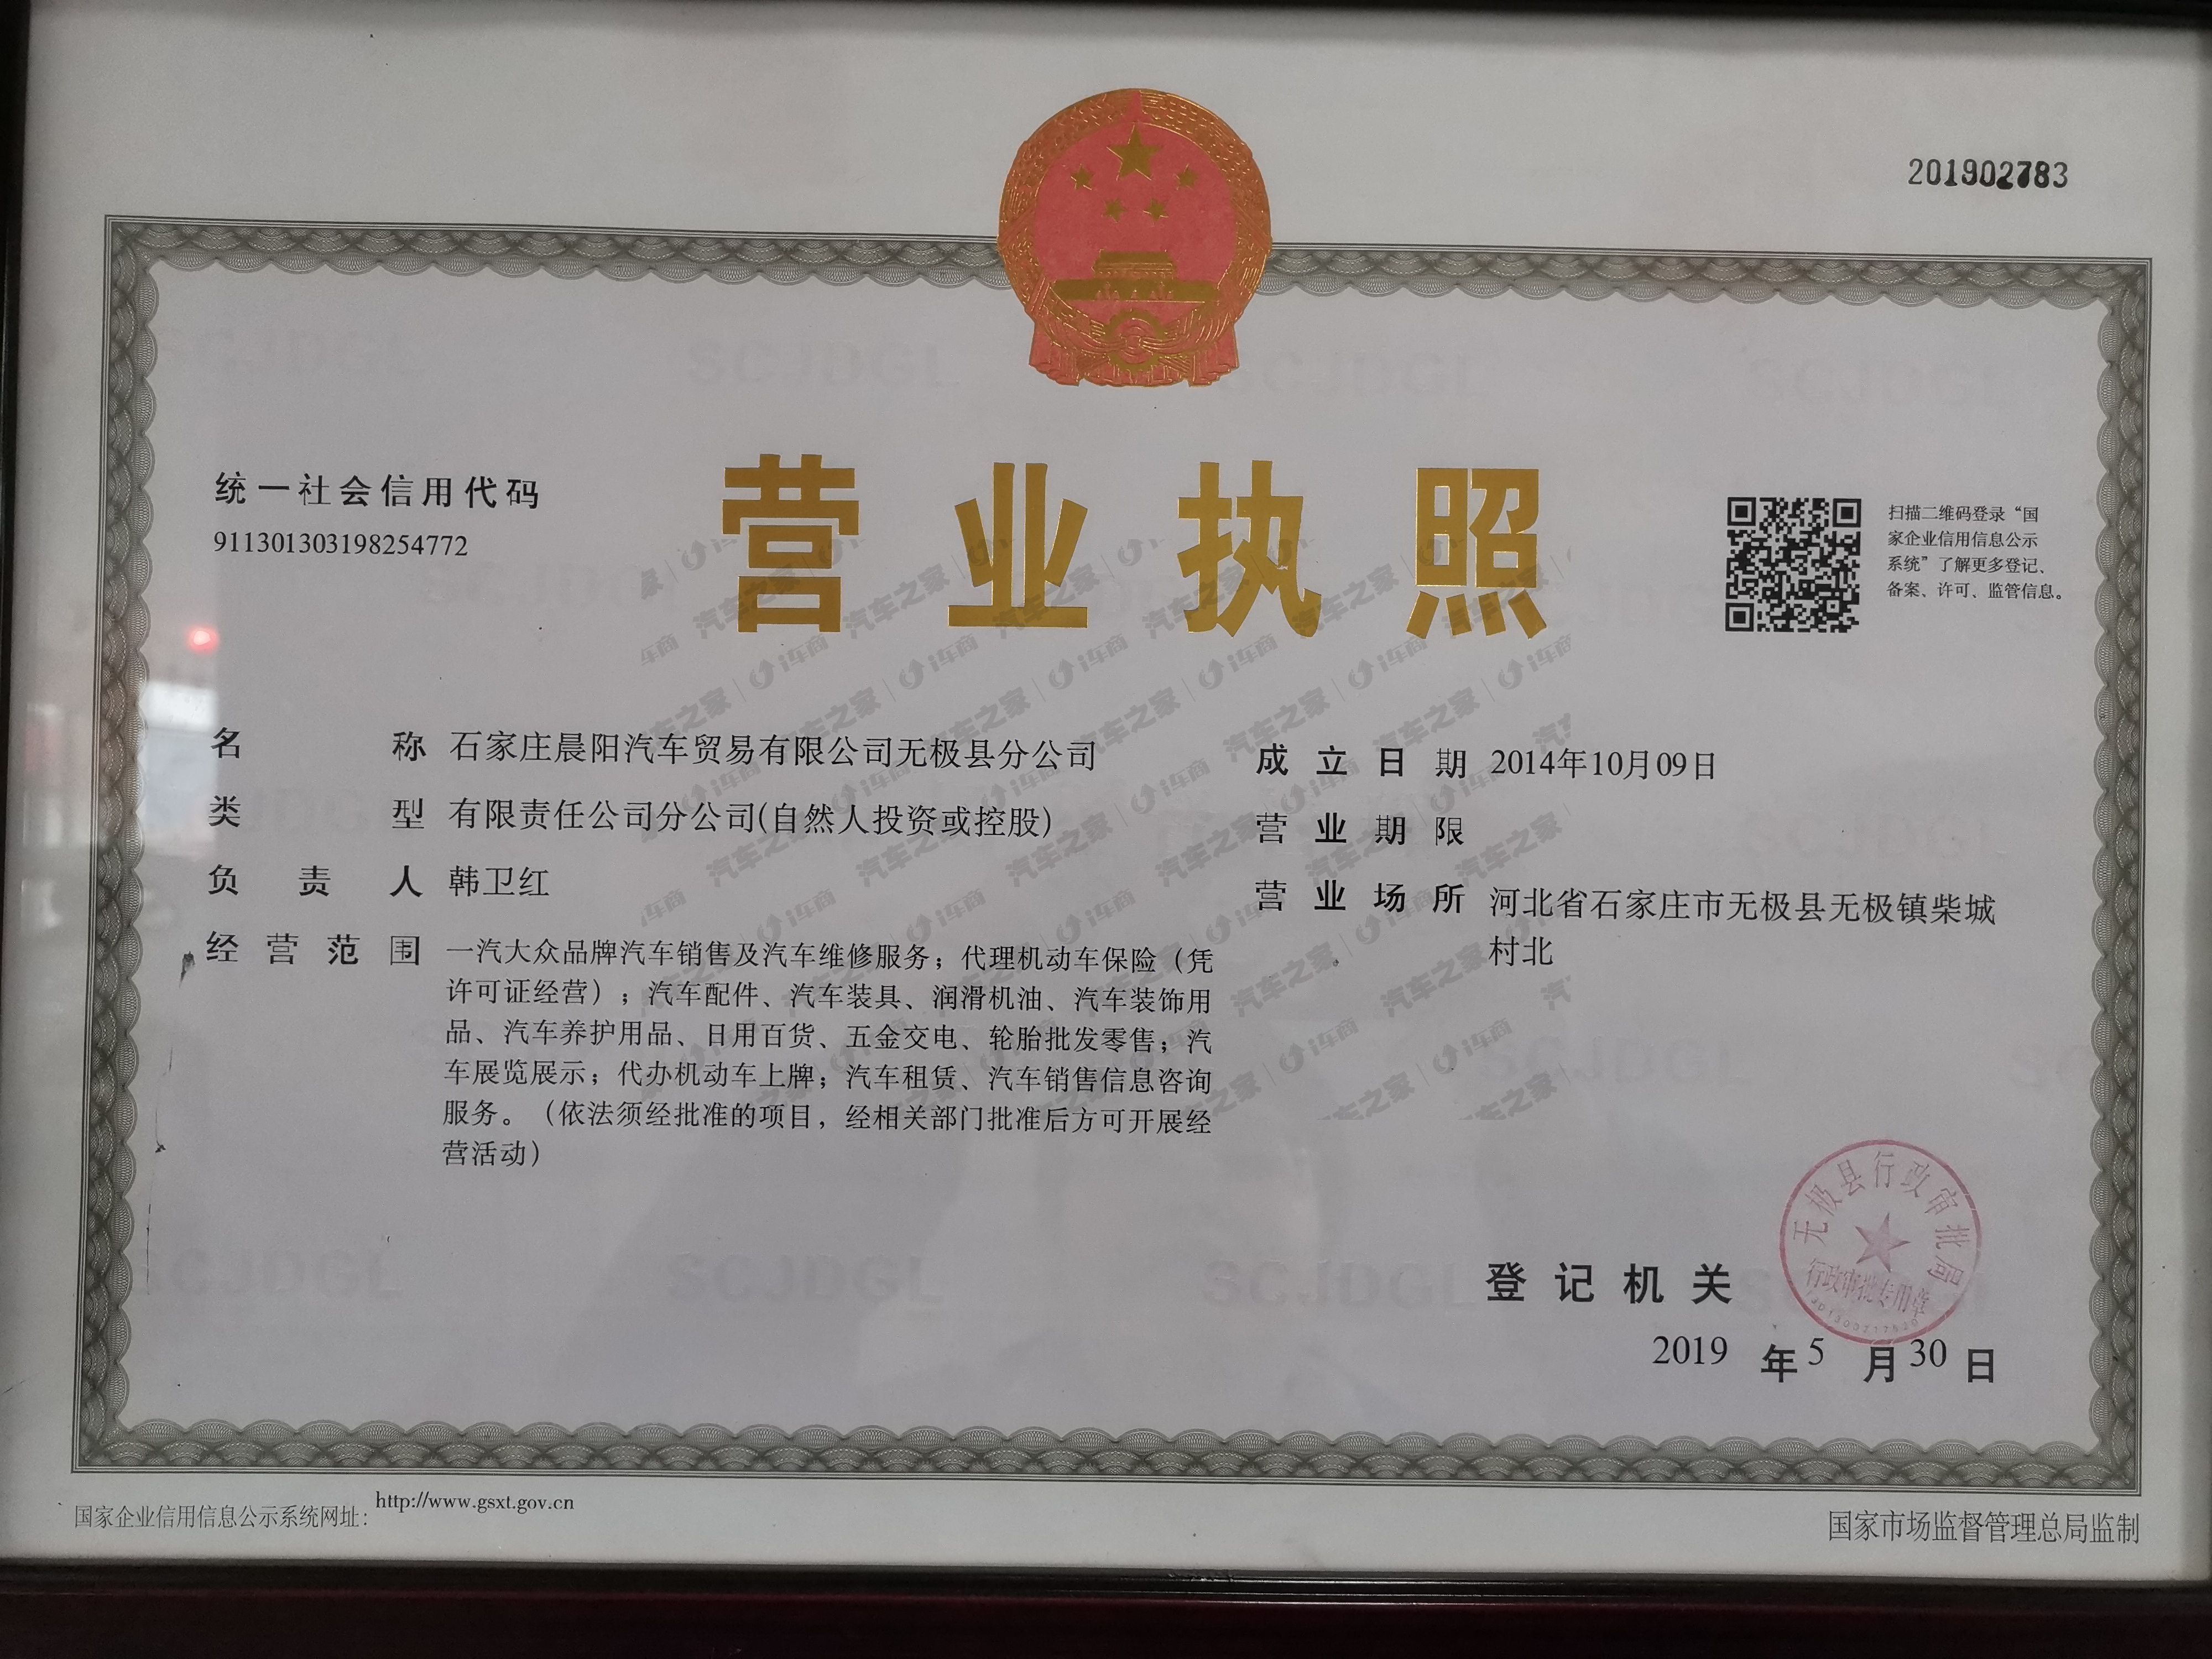 201902783
营业执照
统一社会信用代码
911301303198254772
扫描二维码登录“国
家企业信用信息公示
系统”了解更多登记、
备案、许可、监管信息。
名称 石家庄晨阳汽车贸易有限公司无极县分公司
类型 有限责任公司分公司(自然人投资或控股)
负责人 韩卫红
经营范围 一汽大众品牌汽车销售及汽车维修服务；代理机动车保险（凭
许可证经营）；汽车配件、汽车装具、润滑机油、汽车装饰用
品、汽车养护用品、日用百货、五金交电、轮胎批发零售；汽
车展览展示；代办机动车上牌；汽车租赁、汽车销售信息咨询
服务。（依法须经批准的项目，经相关部门批准后方可开展经
营活动）
成立日期 2014年10月09日
营业期限
营业场所 河北省石家庄市无极县无极镇柴城
村北
登记机关
无极县行政审批局
行政审批专用章
2019 年 5 月 30 日
国家企业信用信息公示系统网址： http://www.gsxt.gov.cn
国家市场监督管理总局监制
SCJDGL
汽车之家 | i车商